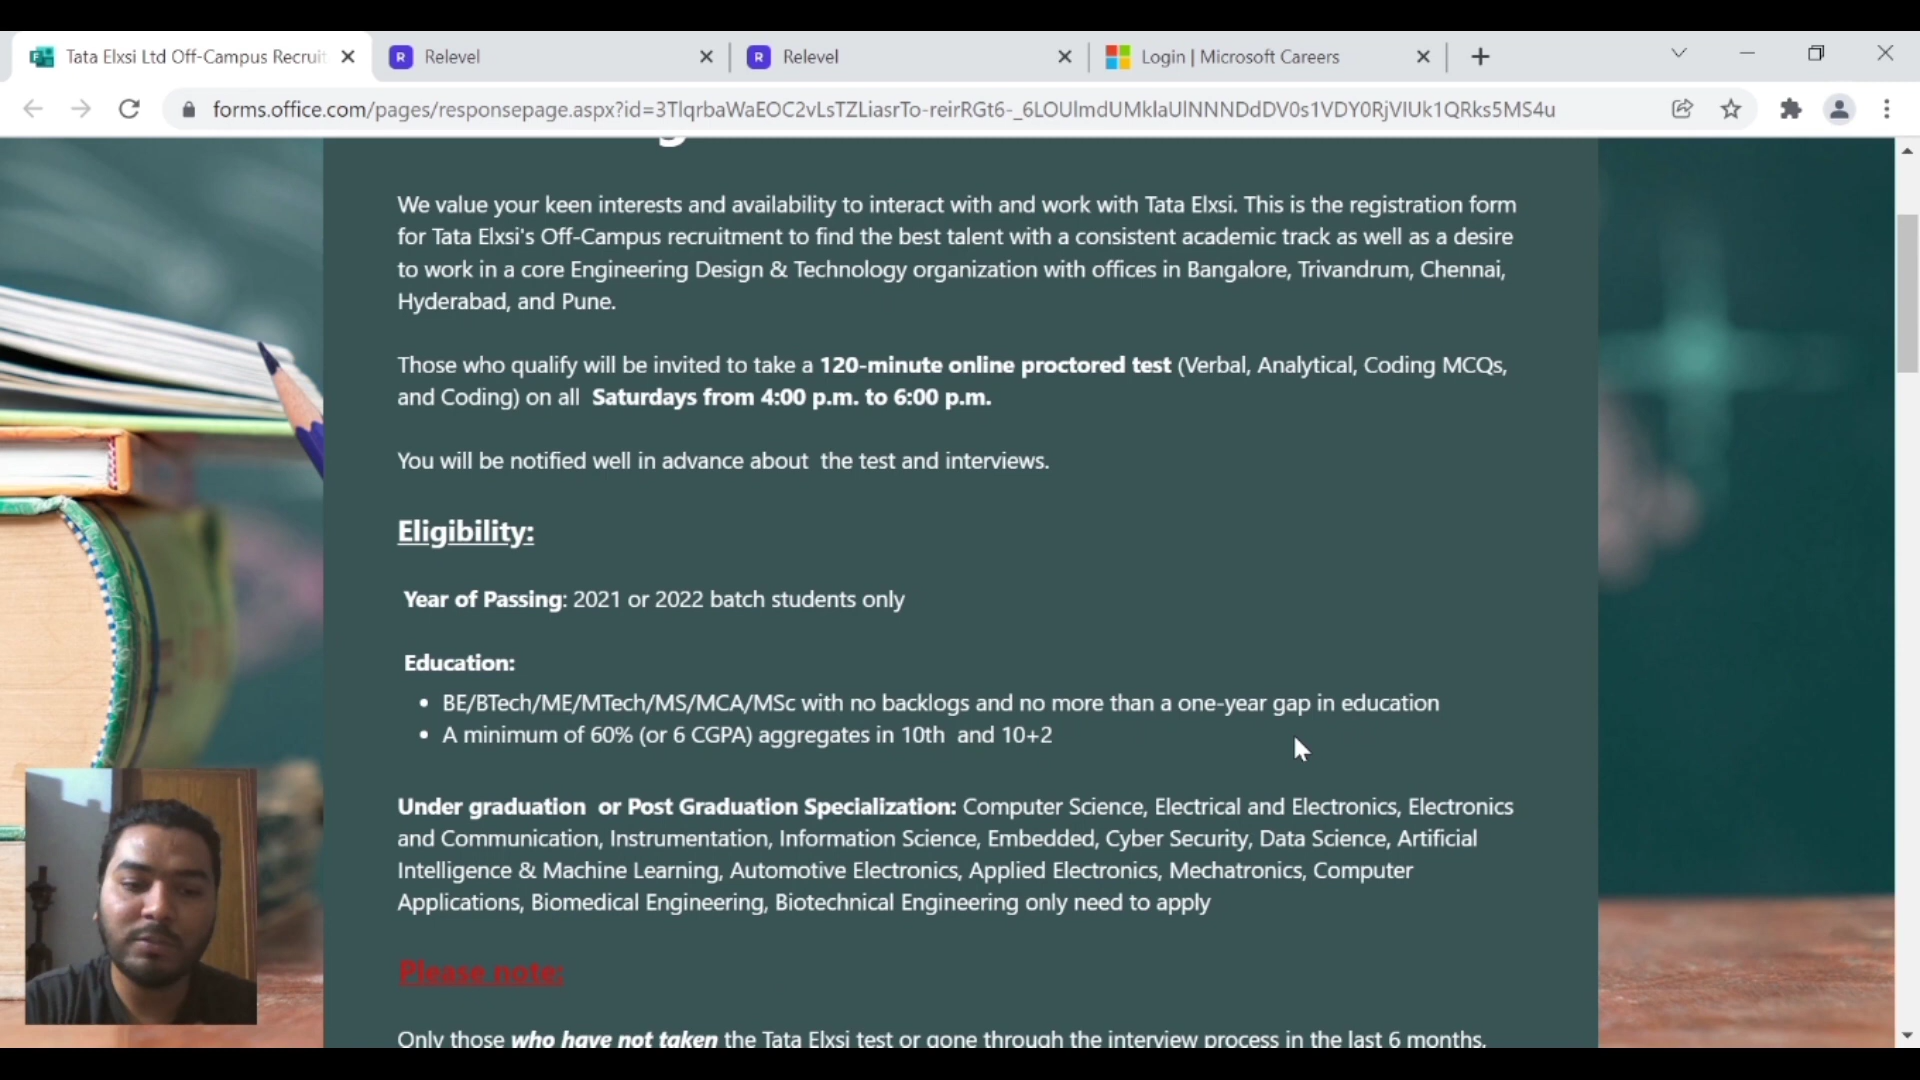 Tata Elxsi Ltd Off-Campus Recruit
Relevel
Relevel
Login | Microsoft Careers
forms.office.com/pages/responsepage.aspx?id=3TlqrbaWaEOC2vLsTZLiasrTo-reirRGt6-_6LOUlmdUMklaUlNNNDdDV0s1VDY0RjVIUk1QRks5MS4u
We value your keen interests and availability to interact with and work with Tata Elxsi. This is the registration form
for Tata Elxsi's Off-Campus recruitment to find the best talent with a consistent academic track as well as a desire
to work in a core Engineering Design & Technology organization with offices in Bangalore, Trivandrum, Chennai,
Hyderabad, and Pune.
Those who qualify will be invited to take a 120-minute online proctored test (Verbal, Analytical, Coding MCQs,
and Coding) on all Saturdays from 4:00 p.m. to 6:00 p.m.
You will be notified well in advance about the test and interviews.
Eligibility:
Year of Passing: 2021 or 2022 batch students only
Education:
• BE/BTech/ME/MTech/MS/MCA/MSc with no backlogs and no more than a one-year gap in education
• A minimum of 60% (or 6 CGPA) aggregates in 10th and 10+2
Under graduation or Post Graduation Specialization: Computer Science, Electrical and Electronics, Electronics
and Communication, Instrumentation, Information Science, Embedded, Cyber Security, Data Science, Artificial
Intelligence & Machine Learning, Automotive Electronics, Applied Electronics, Mechatronics, Computer
Applications, Biomedical Engineering, Biotechnical Engineering only need to apply
Please note:
Only those who have not taken the Tata Elxsi test or gone through the interview process in the last 6 months.